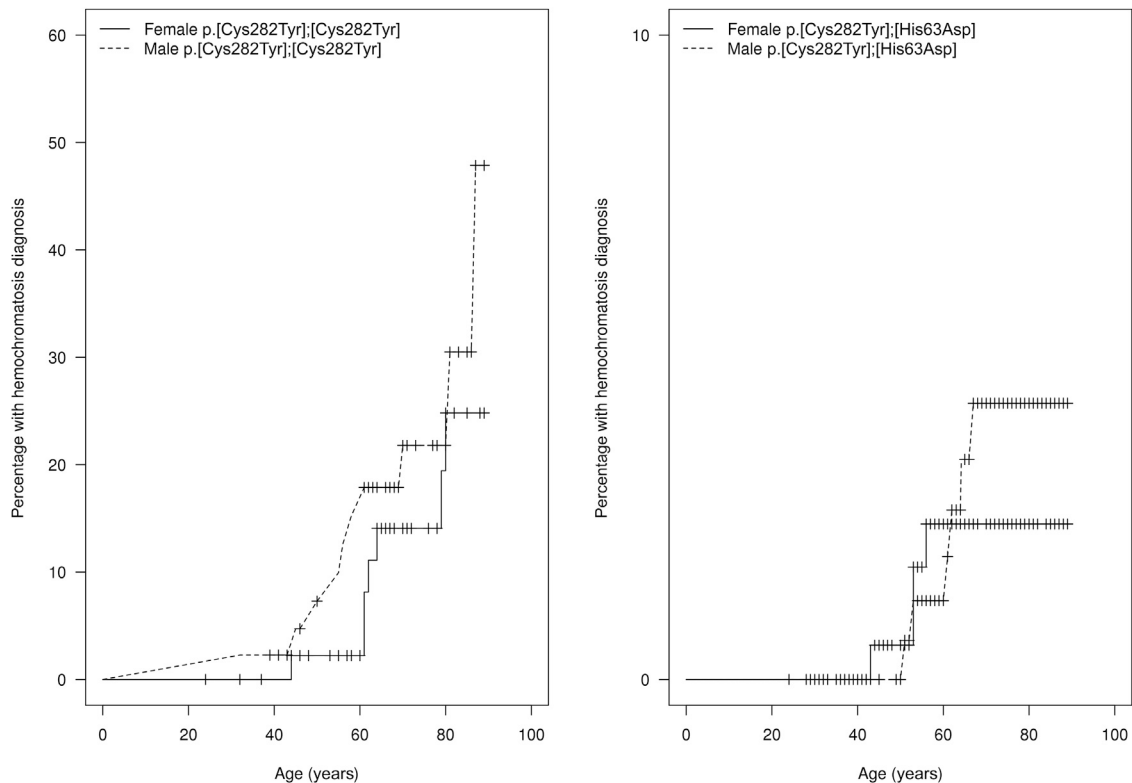 Female p.[Cys282Tyr];[Cys282Tyr]
Male p.[Cys282Tyr];[Cys282Tyr]
60
50
40
30
20
10
0
Percentage with hemochromatosis diagnosis
0 20 40 60 80 100
Age (years)
Female p.[Cys282Tyr];[His63Asp]
Male p.[Cys282Tyr];[His63Asp]
10
0
Percentage with hemochromatosis diagnosis
0 20 40 60 80 100
Age (years)